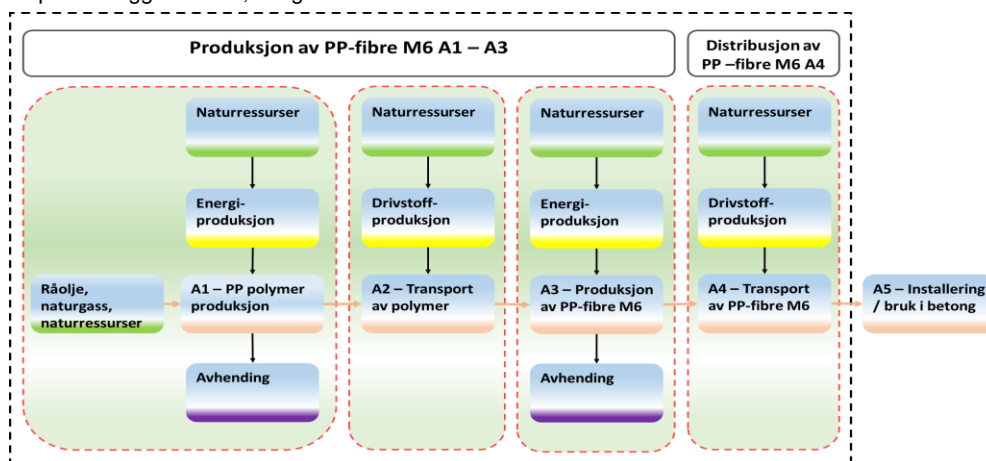 Produksjon av PP-fibre M6 A1 – A3
Distribusjon av
PP –fibre M6 A4
Naturressurser
Naturressurser
Naturressurser
Naturressurser
Energi-
produksjon
Drivstoff-
produksjon
Energi-
produksjon
Drivstoff-
produksjon
Råolje,
naturgass,
naturressurser
A1 – PP polymer
produksjon
A2 – Transport
av polymer
A3 – Produksjon
av PP-fibre M6
A4 – Transport
av PP-fibre M6
A5 – Installering
/ bruk i betong
Avhending
Avhending